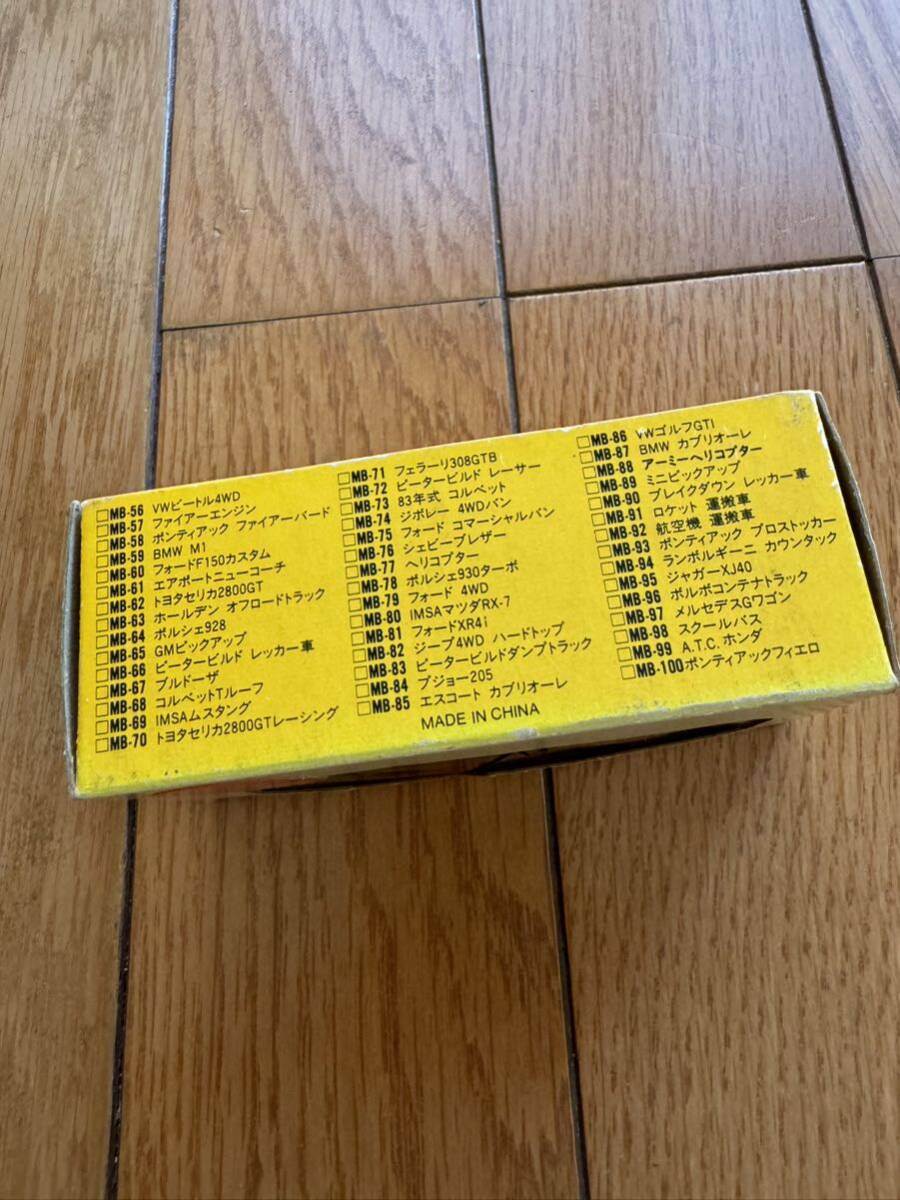 □MB-56 VWビートル4WD
□MB-57 ファイアーエンジン
□MB-58 ポンティアック ファイアーバード
□MB-59 BMW M1
□MB-60 フォードF150カスタム
□MB-61 エアポートニューコーチ
□MB-62 トヨタセリカ2800GT
□MB-63 ホールデン オフロードトラック
□MB-64 ポルシェ928
□MB-65 GMピックアップ
□MB-66 ピータービルド レッカー車
□MB-67 ブルドーザ
□MB-68 コルベットTルーフ
□MB-69 IMSAムスタング
□MB-70 トヨタセリカ2800GTレーシング
□MB-71 フェラーリ308GTB
□MB-72 ピータービルド レーサー
□MB-73 83年式 コルベット
□MB-74 ジボレー 4WDバン
□MB-75 フォード コマーシャルバン
□MB-76 シェビーブレザー
□MB-77 ヘリコプター
□MB-78 ポルシェ930ターボ
□MB-79 フォード 4WD
□MB-80 IMSAマツダRX-7
□MB-81 フォードXR4i
□MB-82 ジープ4WD ハードトップ
□MB-83 ピータービルドダンプトラック
□MB-84 プジョー205
□MB-85 エスコート カブリオーレ
MADE IN CHINA
□MB-86 VWゴルフGTI
□MB-87 BMW カブリオーレ
□MB-88 アーミーヘリコプター
□MB-89 ミニピックアップ
□MB-90 ブレイクダウン レッカー車
□MB-91 ロケット 運搬車
□MB-92 航空機 運搬車
□MB-93 ポンティアック プロストッカー
□MB-94 ランボルギーニ カウンタック
□MB-95 ジャガーXJ40
□MB-96 ボルボコンテナトラック
□MB-97 メルセデスGワゴン
□MB-98 スクールバス
□MB-99 A.T.C. ホンダ
□MB-100 ポンティアックフィエロ